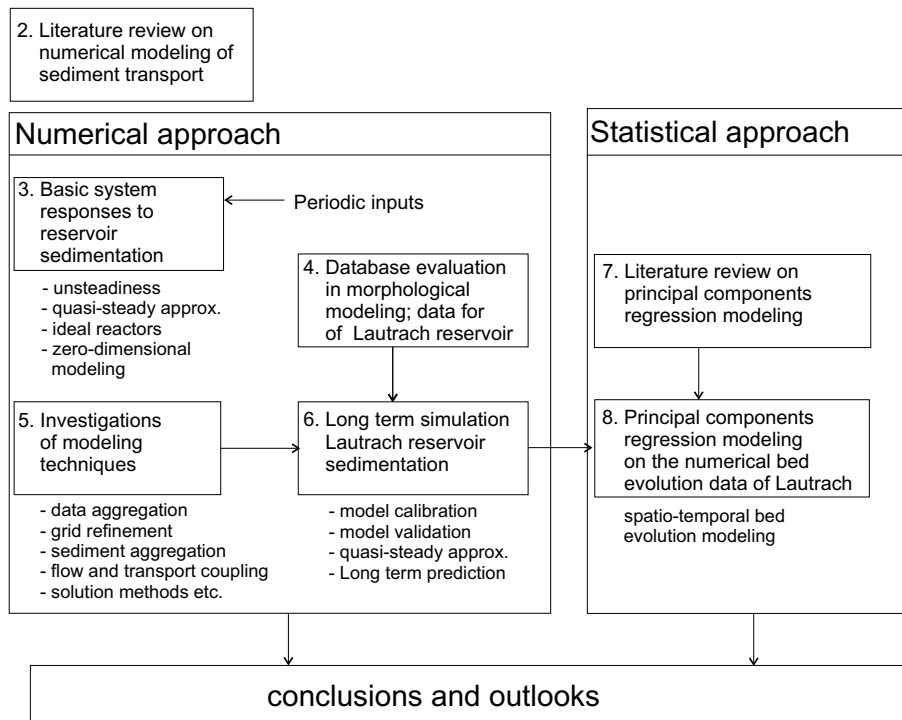 2. Literature review on
numerical modeling of
sediment transport
Numerical approach
3. Basic system
responses to
reservoir
sedimentation
Periodic inputs
- unsteadiness
- quasi-steady approx.
- ideal reactors
- zero-dimensional
modeling
4. Database evaluation
in morphological
modeling; data for
of Lautrach reservoir
5. Investigations
of modeling
techniques
- data aggregation
- grid refinement
- sediment aggregation
- flow and transport coupling
- solution methods etc.
6. Long term simulation
Lautrach reservoir
sedimentation
- model calibration
- model validation
- quasi-steady approx.
- Long term prediction
Statistical approach
7. Literature review on
principal components
regression modeling
8. Principal components
regression modeling
on the numerical bed
evolution data of Lautrach
spatio-temporal bed
evolution modeling
conclusions and outlooks